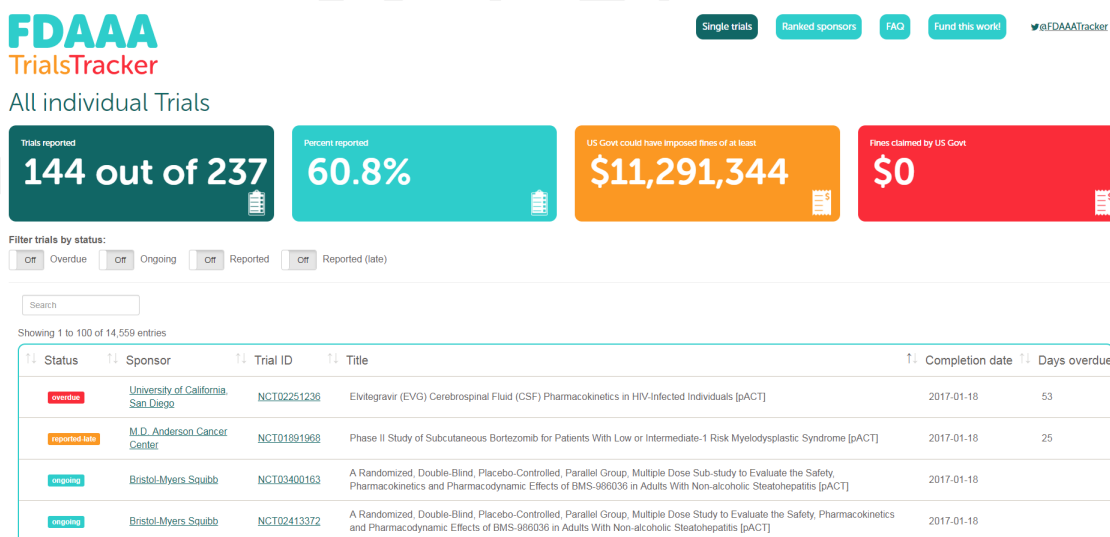 FDAAA
TrialsTracker
Single trials
Ranked sponsors
FAQ
Fund this work!
@FDAAATracker
All individual Trials
Trials reported
144 out of 237
Percent reported
60.8%
US Govt could have imposed fines of at least
$11,291,344
Fines claimed by US Govt
$0
Filter trials by status:
Off Overdue Off Ongoing Off Reported Off Reported (late)
Search
Showing 1 to 100 of 14,559 entries
Status Sponsor Trial ID Title Completion date Days overdue
overdue
University of California,
San Diego
NCT02251236
Elvitegravir (EVG) Cerebrospinal Fluid (CSF) Pharmacokinetics in HIV-Infected Individuals [pACT]
2017-01-18
53
reported-late
M.D. Anderson Cancer
Center
NCT01891968
Phase II Study of Subcutaneous Bortezomib for Patients With Low or Intermediate-1 Risk Myelodysplastic Syndrome [pACT]
2017-01-18
25
ongoing
Bristol-Myers Squibb
NCT03400163
A Randomized, Double-Blind, Placebo-Controlled, Parallel Group, Multiple Dose Sub-study to Evaluate the Safety,
Pharmacokinetics and Pharmacodynamic Effects of BMS-986036 in Adults With Non-alcoholic Steatohepatitis [pACT]
2017-01-18
ongoing
Bristol-Myers Squibb
NCT02413372
A Randomized, Double-Blind, Placebo-Controlled, Parallel Group, Multiple Dose Study to Evaluate the Safety, Pharmacokinetics
and Pharmacodynamic Effects of BMS-986036 in Adults With Non-alcoholic Steatohepatitis [pACT]
2017-01-18